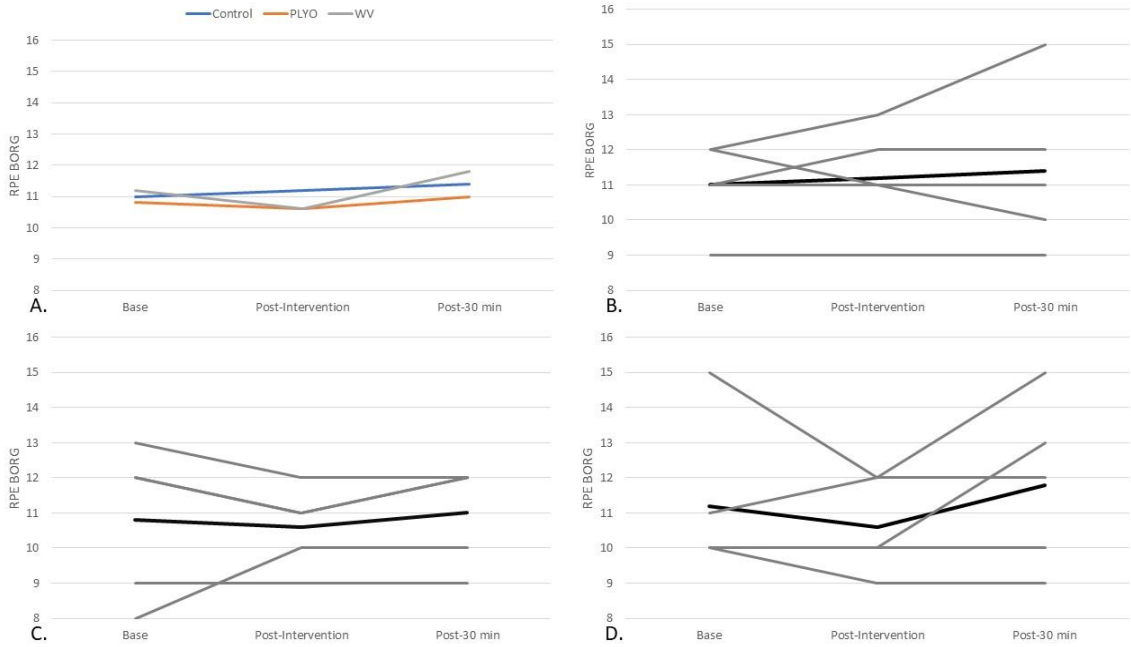 Control PLYO WV
16
15
14
13
12
11
10
9
8
RPE BORG
Base Post-Intervention Post-30 min
A.
16
15
14
13
12
11
10
9
8
RPE BORG
Base Post-Intervention Post-30 min
B.
16
15
14
13
12
11
10
9
8
RPE BORG
Base Post-Intervention Post-30 min
C.
16
15
14
13
12
11
10
9
8
RPE BORG
Base Post-Intervention Post-30 min
D.